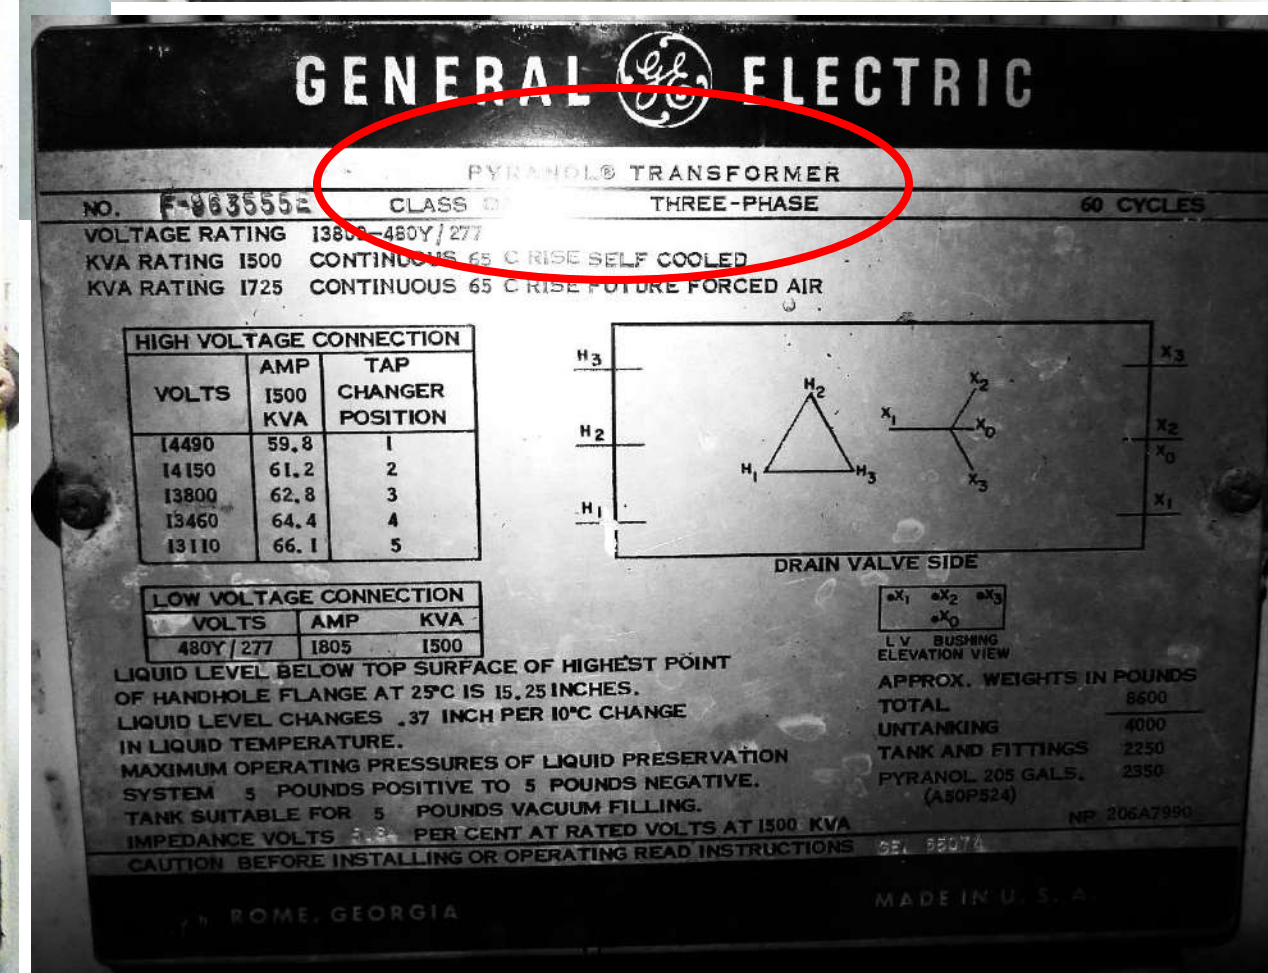 GENERAL GE ELECTRIC
PYRANOL® TRANSFORMER
NO. F-963555E CLASS THREE-PHASE 60 CYCLES
VOLTAGE RATING 13800-480Y/277
KVA RATING 1500 CONTINUOUS 65 C RISE SELF COOLED
KVA RATING 1725 CONTINUOUS 65 C RISE FUTURE FORCED AIR
HIGH VOLTAGE CONNECTION
VOLTS AMP 1500 KVA TAP CHANGER POSITION
14490 59.8 1
14150 61.2 2
13800 62.8 3
13460 64.4 4
13110 66.1 5
H3
H2
H1
H2
H1 H3
X2
X1 X0
X3
X3
X2
X0
X1
DRAIN VALVE SIDE
LOW VOLTAGE CONNECTION
VOLTS AMP KVA
480Y/277 1805 1500
X1 X2 X3
X0
L V BUSHING
ELEVATION VIEW
LIQUID LEVEL BELOW TOP SURFACE OF HIGHEST POINT
OF HANDHOLE FLANGE AT 25°C IS 15.25 INCHES.
LIQUID LEVEL CHANGES .37 INCH PER 10°C CHANGE
IN LIQUID TEMPERATURE.
MAXIMUM OPERATING PRESSURES OF LIQUID PRESERVATION
SYSTEM 5 POUNDS POSITIVE TO 5 POUNDS NEGATIVE.
TANK SUITABLE FOR 5 POUNDS VACUUM FILLING.
IMPEDANCE VOLTS PER CENT AT RATED VOLTS AT 1500 KVA
APPROX. WEIGHTS IN POUNDS
TOTAL 8600
UNTANKING 4000
TANK AND FITTINGS 2250
PYRANOL 205 GALS. 2350
(A50P524)
NP 206A7990
CAUTION BEFORE INSTALLING OR OPERATING READ INSTRUCTIONS
ROME, GEORGIA
MADE IN U. S. A.